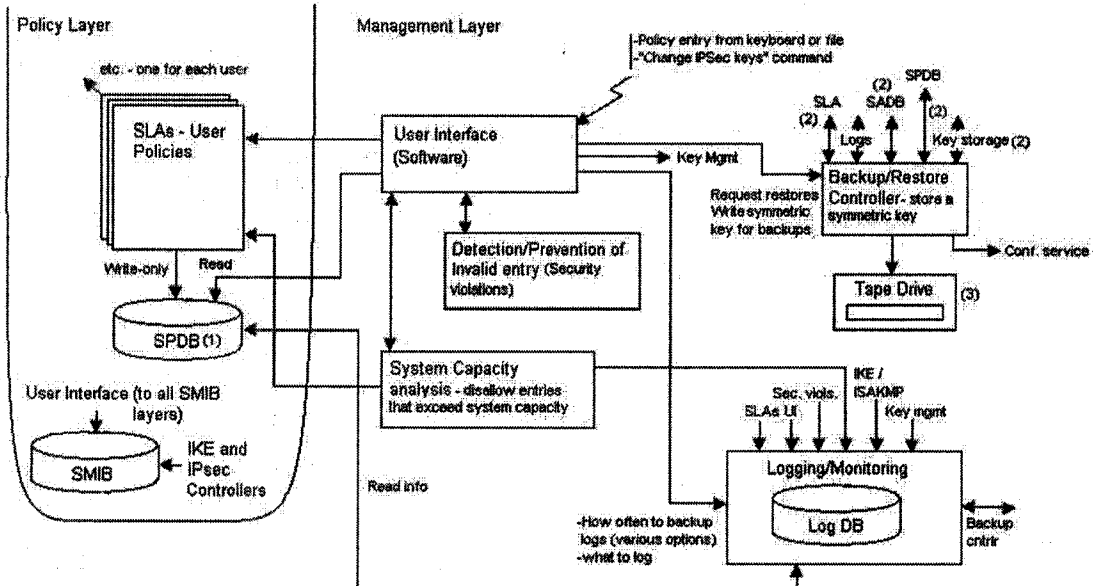 Policy Layer
Management Layer
etc. - one for each user
SLAs - User
Policies
Write-only
Read
SPDB (1)
User Interface (to all SMIB
layers)
SMIB
IKE and
IPsec
Controllers
-Policy entry from keyboard or file
-"Change IPSec keys" command
User Interface
(Software)
Key Mgmt
Detection/Prevention of
Invalid entry (Security
violations)
System Capacity
analysis - disallow entries
that exceed system capacity
Read info
SLA
(2)
Logs
(2)
SADB
SPDB
(2)
Key storage (2)
Request restores
Write symmetric
key for backups
Backup/Restore
Controller- store a
symmetric key
Conf. service
Tape Drive
(3)
SLAs UI
Sec. viols.
IKE /
ISAKMP
Key mgmt
Logging/Monitoring
Log DB
-How often to backup
logs (various options)
-what to log
Backup
cntrlr